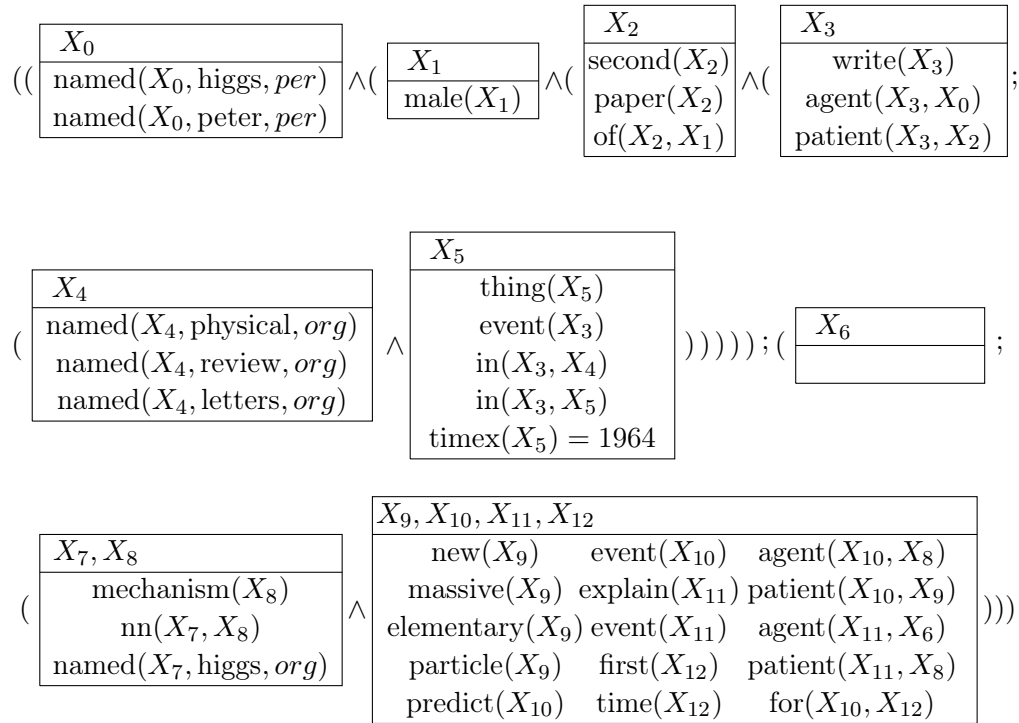 (( X₀ ∧( X₁ ∧( X₂ ∧( X₃ ;
named(X₀, higgs, per) male(X₁) second(X₂) write(X₃)
named(X₀, peter, per) paper(X₂) agent(X₃, X₀)
of(X₂, X₁) patient(X₃, X₂)
( X₄ ∧ X₅ ))))) ; ( X₆ ;
named(X₄, physical, org) thing(X₅)
named(X₄, review, org) event(X₃)
named(X₄, letters, org) in(X₃, X₄)
in(X₃, X₅)
timex(X₅) = 1964
( X₇, X₈ ∧ X₉, X₁₀, X₁₁, X₁₂ )))
mechanism(X₈) new(X₉) event(X₁₀) agent(X₁₀, X₈)
nn(X₇, X₈) massive(X₉) explain(X₁₁) patient(X₁₀, X₉)
named(X₇, higgs, org) elementary(X₉) event(X₁₁) agent(X₁₁, X₆)
particle(X₉) first(X₁₂) patient(X₁₁, X₈)
predict(X₁₀) time(X₁₂) for(X₁₀, X₁₂)